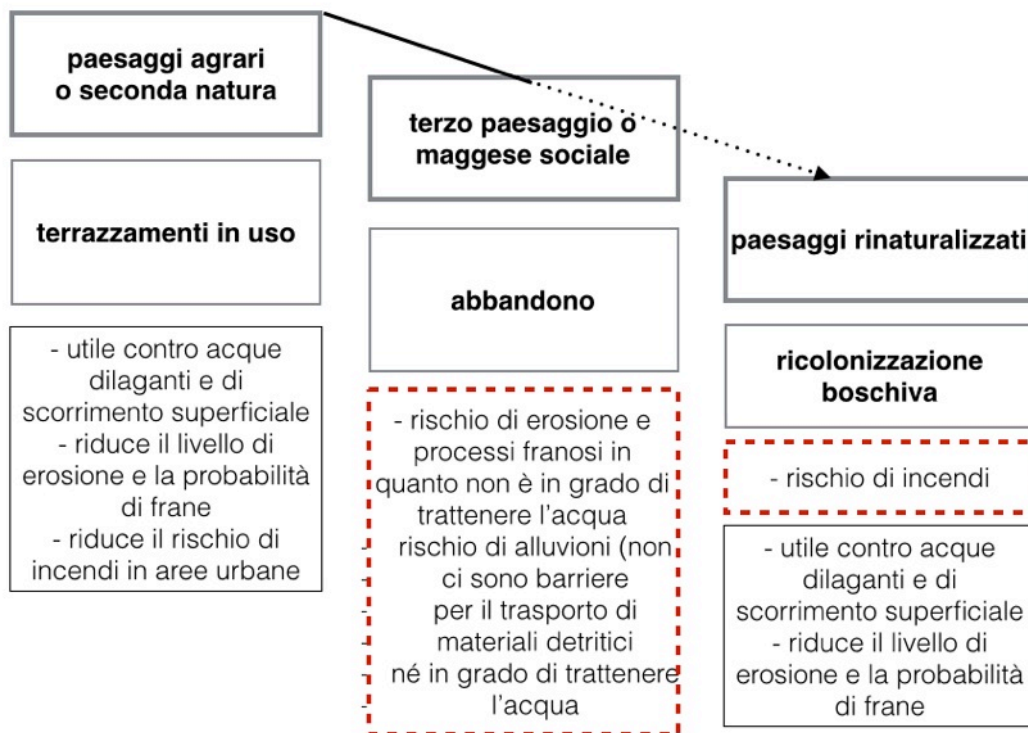 paesaggi agrari
o seconda natura
terrazzamenti in uso
- utile contro acque
dilaganti e di
scorrimento superficiale
- riduce il livello di
erosione e la probabilità
di frane
- riduce il rischio di
incendi in aree urbane
terzo paesaggio o
maggese sociale
abbandono
- rischio di erosione e
processi franosi in
quanto non è in grado di
trattenere l'acqua
- rischio di alluvioni (non
- ci sono barriere
- per il trasporto di
- materiali detritici
- né in grado di trattenere
- l'acqua
paesaggi rinaturalizzati
ricolonizzazione
boschiva
- rischio di incendi
- utile contro acque
dilaganti e di
scorrimento superficiale
- riduce il livello di
erosione e la probabilità
di frane